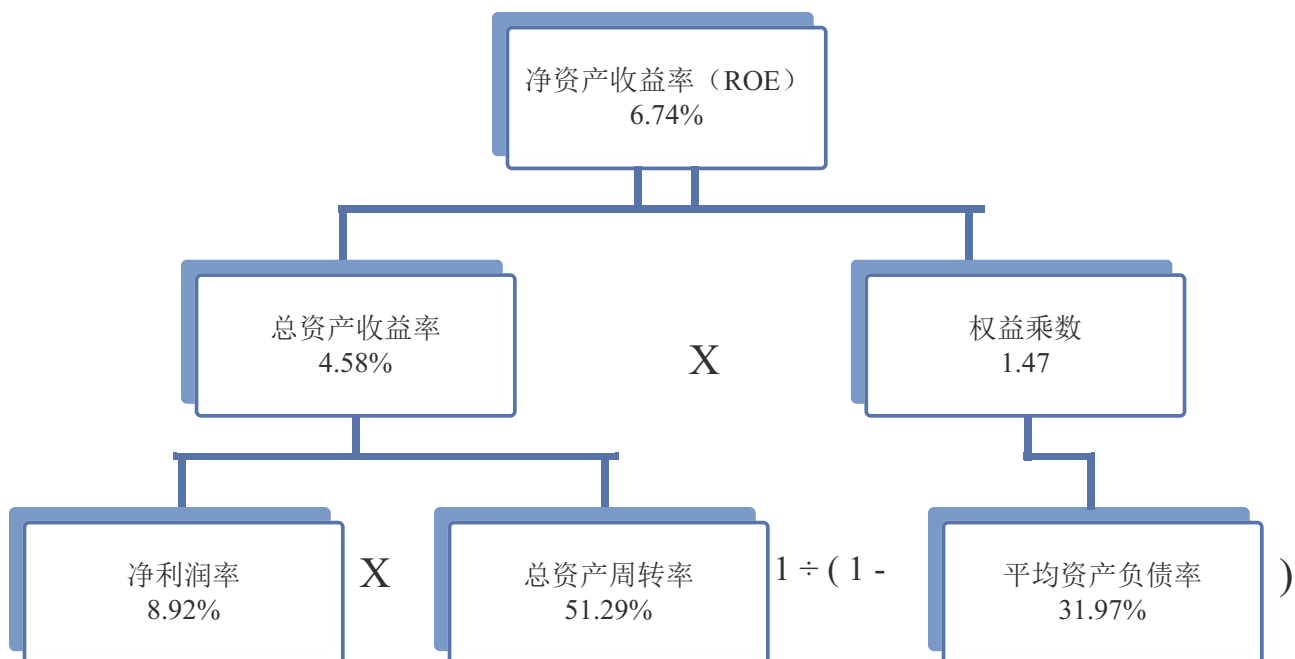 净资产收益率（ROE）
6.74%
总资产收益率
4.58%
X
权益乘数
1.47
净利润率
8.92%
X
总资产周转率
51.29%
1 ÷ ( 1 -
平均资产负债率
31.97%
)